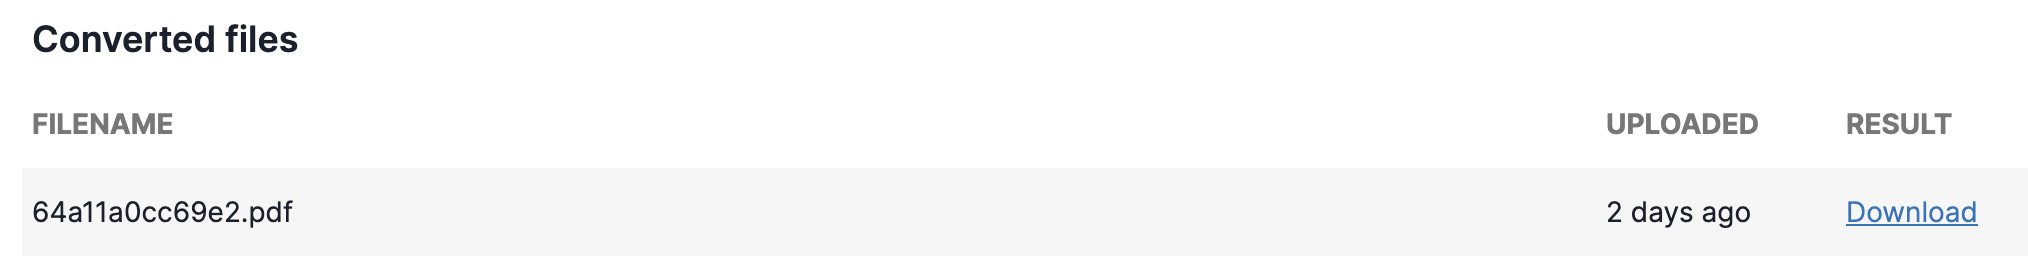 Converted files
FILENAME UPLOADED RESULT
64a11a0cc69e2.pdf 2 days ago Download